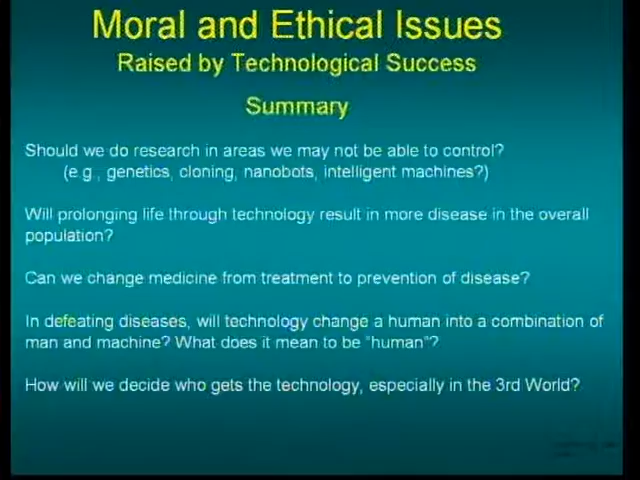 Moral and Ethical Issues
Raised by Technological Success
Summary
Should we do research in areas we may not be able to control?
(e.g., genetics, cloning, nanobots, intelligent machines?)
Will prolonging life through technology result in more disease in the overall
population?
Can we change medicine from treatment to prevention of disease?
In defeating diseases, will technology change a human into a combination of
man and machine? What does it mean to be "human"?
How will we decide who gets the technology, especially in the 3rd World?